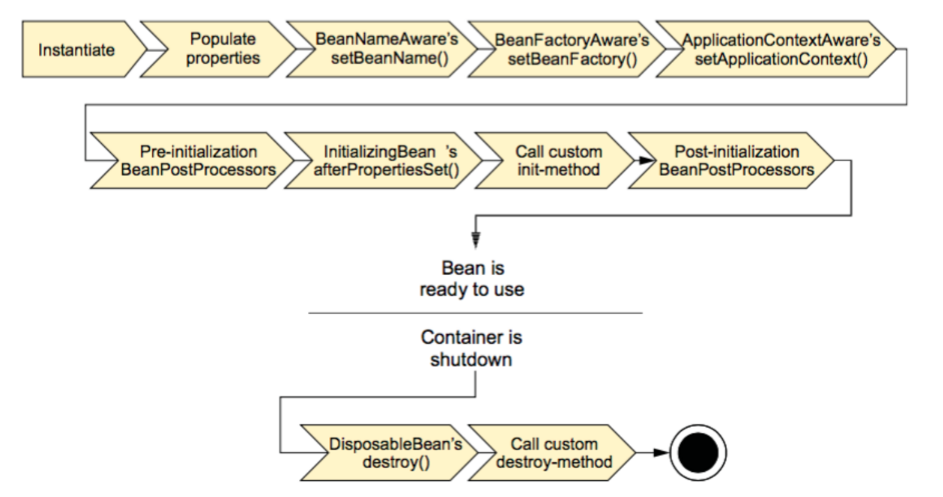 Instantiate
Populate
properties
BeanNameAware's
setBeanName()
BeanFactoryAware's
setBeanFactory()
ApplicationContextAware's
setApplicationContext()
Pre-initialization
BeanPostProcessors
InitializingBean 's
afterPropertiesSet()
Call custom
init-method
Post-initialization
BeanPostProcessors
Bean is
ready to use
Container is
shutdown
DisposableBean's
destroy()
Call custom
destroy-method